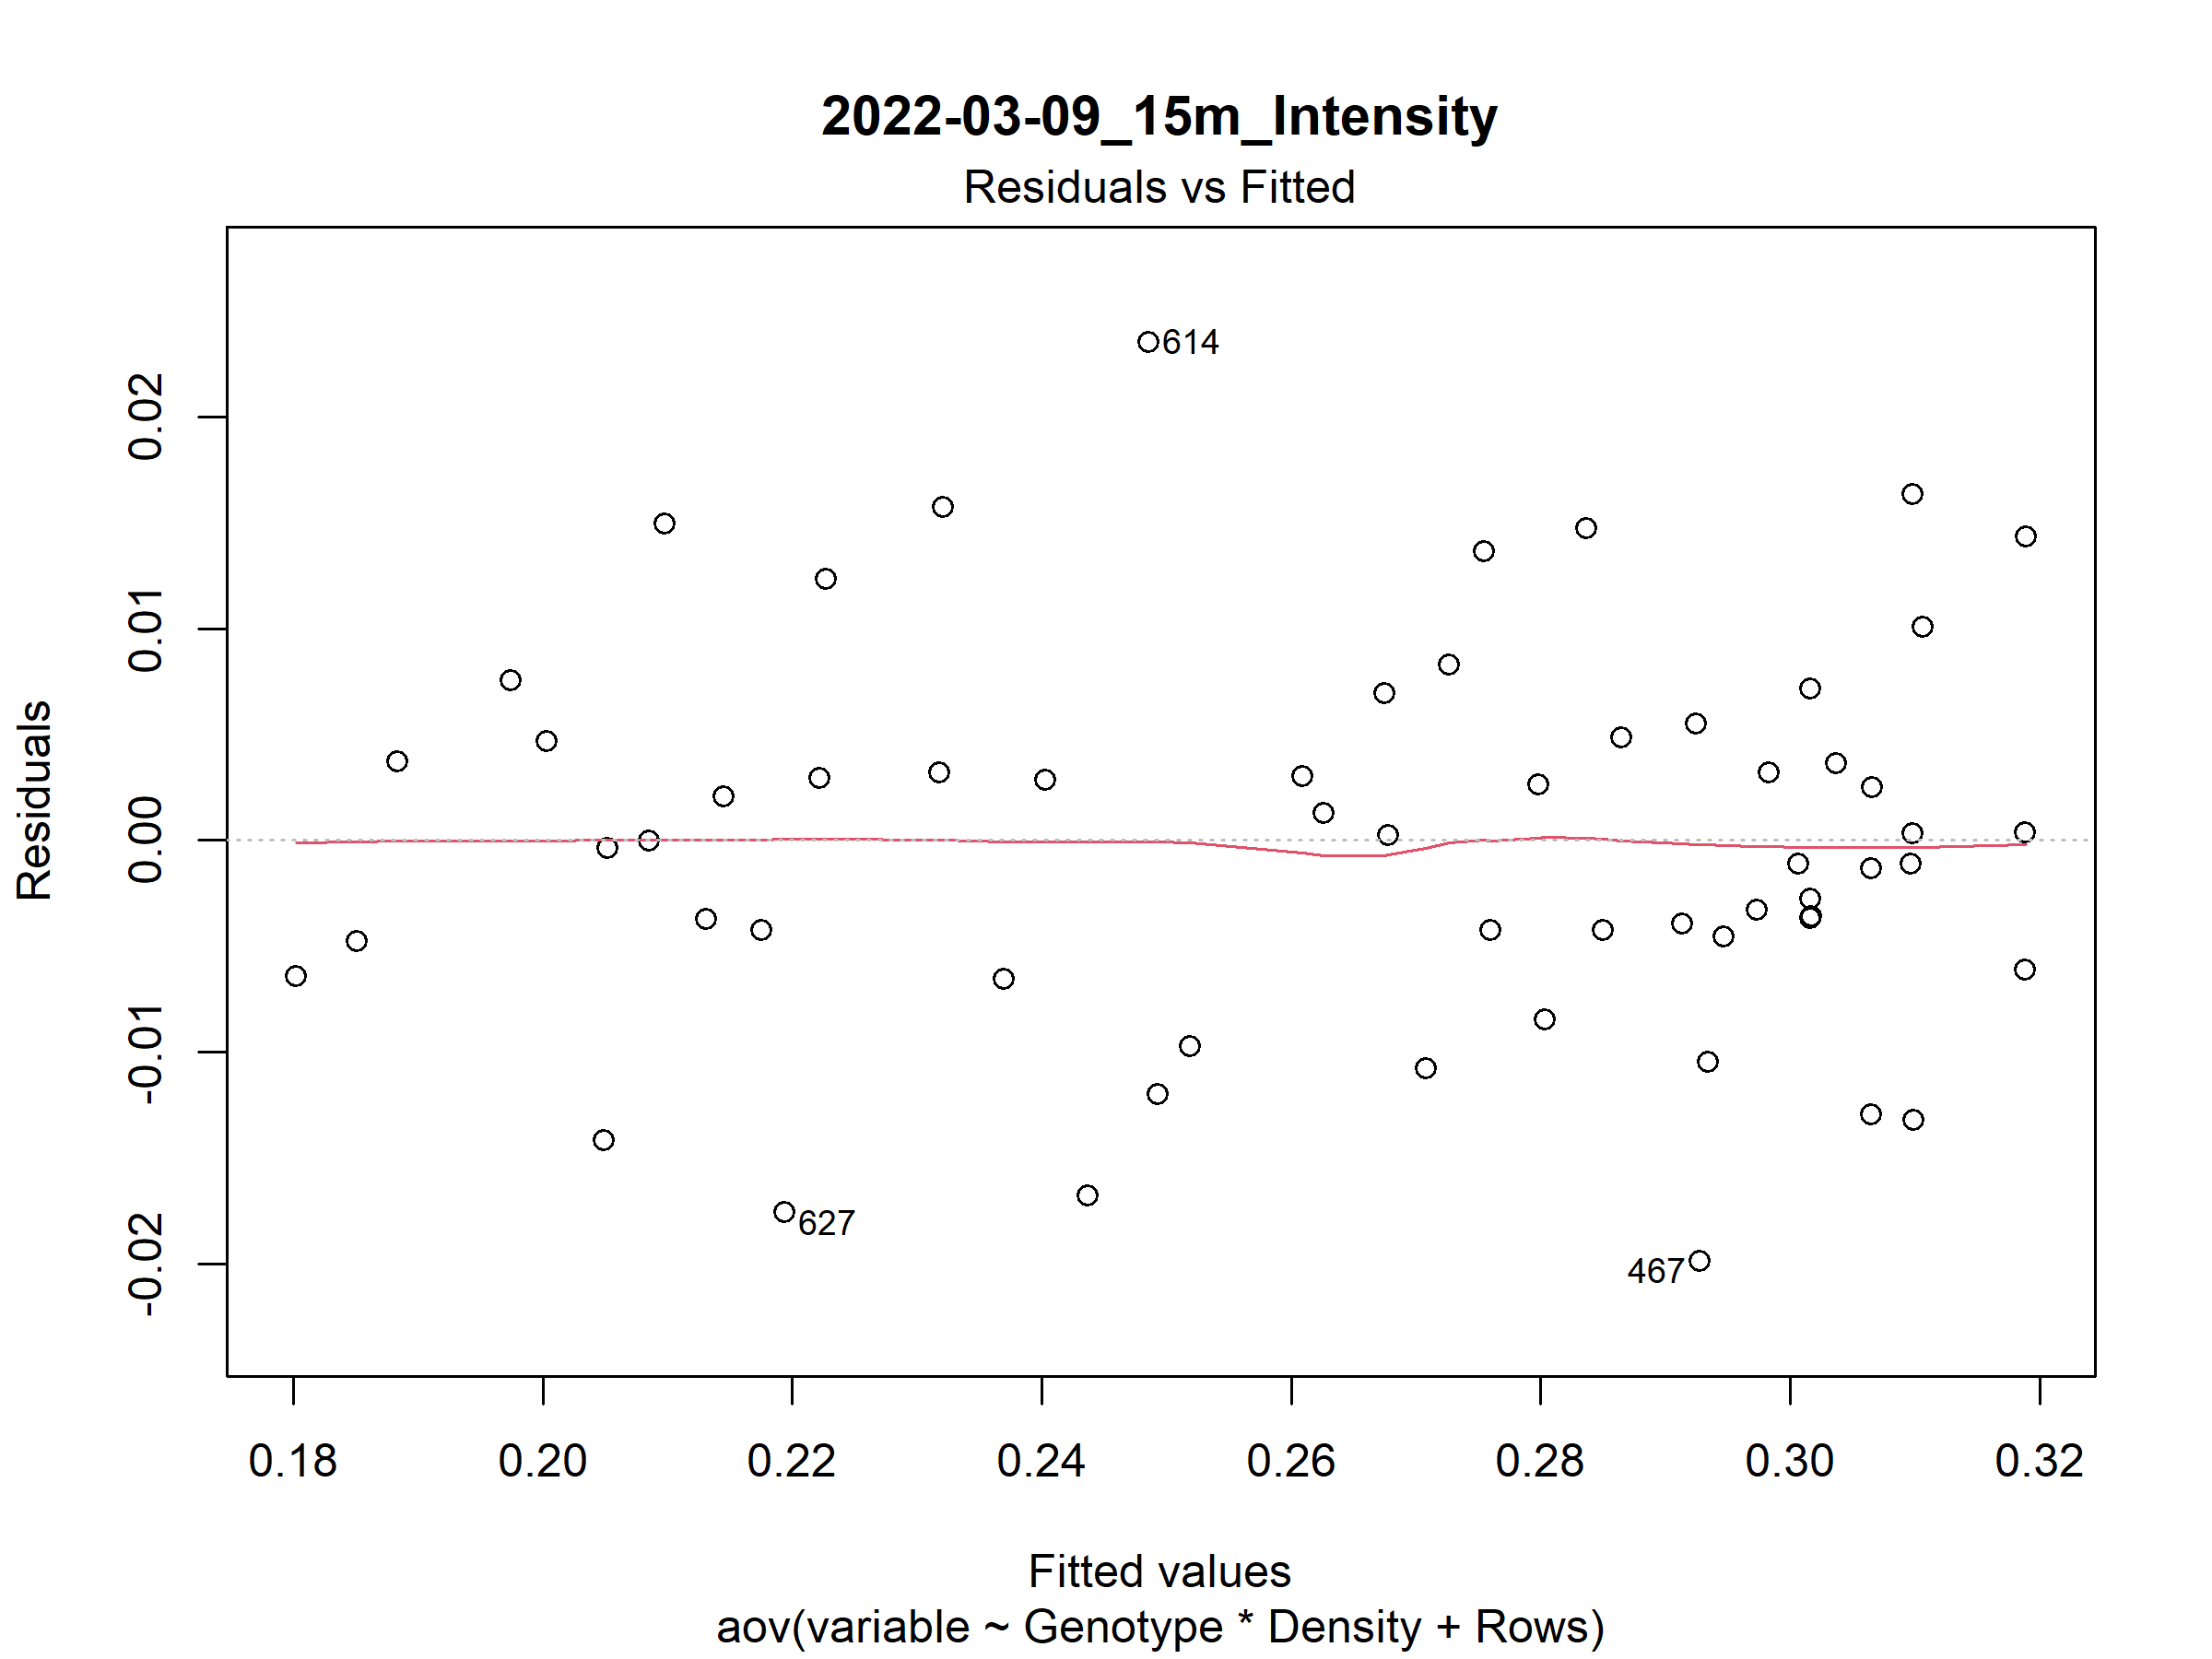 2022-03-09_15m_Intensity
Residuals vs Fitted
Residuals
0.02
0.01
0.00
-0.01
-0.02
614
627
467
0.18 0.20 0.22 0.24 0.26 0.28 0.30 0.32
Fitted values
aov(variable ~ Genotype * Density + Rows)